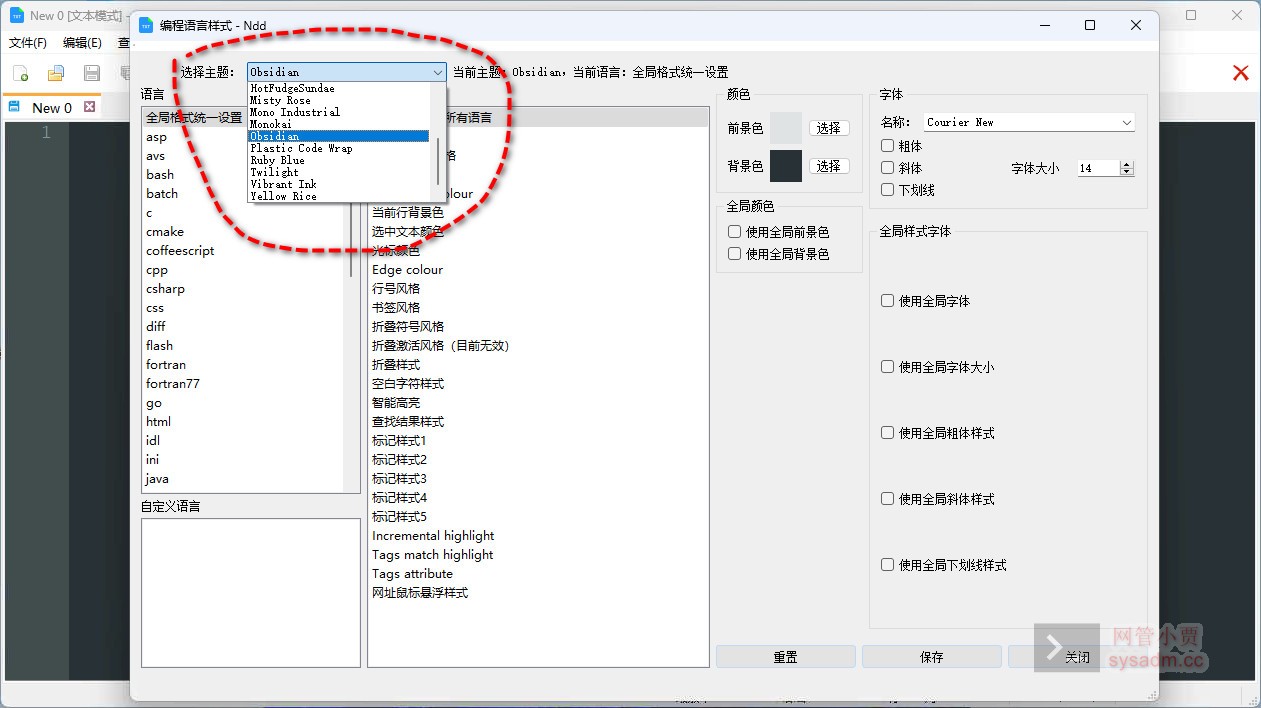 New 0 [文本模式] -
文件(F) 编辑(E) 查
New 0
1
编程语言样式 - Ndd
选择主题： Obsidian 当前主题：Obsidian，当前语言：全局格式统一设置
HotFudgeSundae
Misty Rose
Mono Industrial
Monokai
Obsidian
Plastic Code Wrap
Ruby Blue
Twilight
Vibrant Ink
Yellow Rice
语言
全局格式统一设置
asp
avs
bash
batch
c
cmake
coffeescript
cpp
csharp
css
diff
flash
fortran
fortran77
go
html
idl
ini
java
自定义语言
所有语言
格
olour
当前行背景色
选中文本颜色
光标颜色
Edge colour
行号风格
书签风格
折叠符号风格
折叠激活风格（目前无效）
折叠样式
空白字符样式
智能高亮
查找结果样式
标记样式1
标记样式2
标记样式3
标记样式4
标记样式5
Incremental highlight
Tags match highlight
Tags attribute
网址鼠标悬浮样式
颜色
前景色 选择
背景色 选择
全局颜色
使用全局前景色
使用全局背景色
字体
名称： Courier New
粗体
斜体 字体大小 14
下划线
全局样式字体
使用全局字体
使用全局字体大小
使用全局粗体样式
使用全局斜体样式
使用全局下划线样式
重置 保存 关闭
网管小贾
sysadm.cc